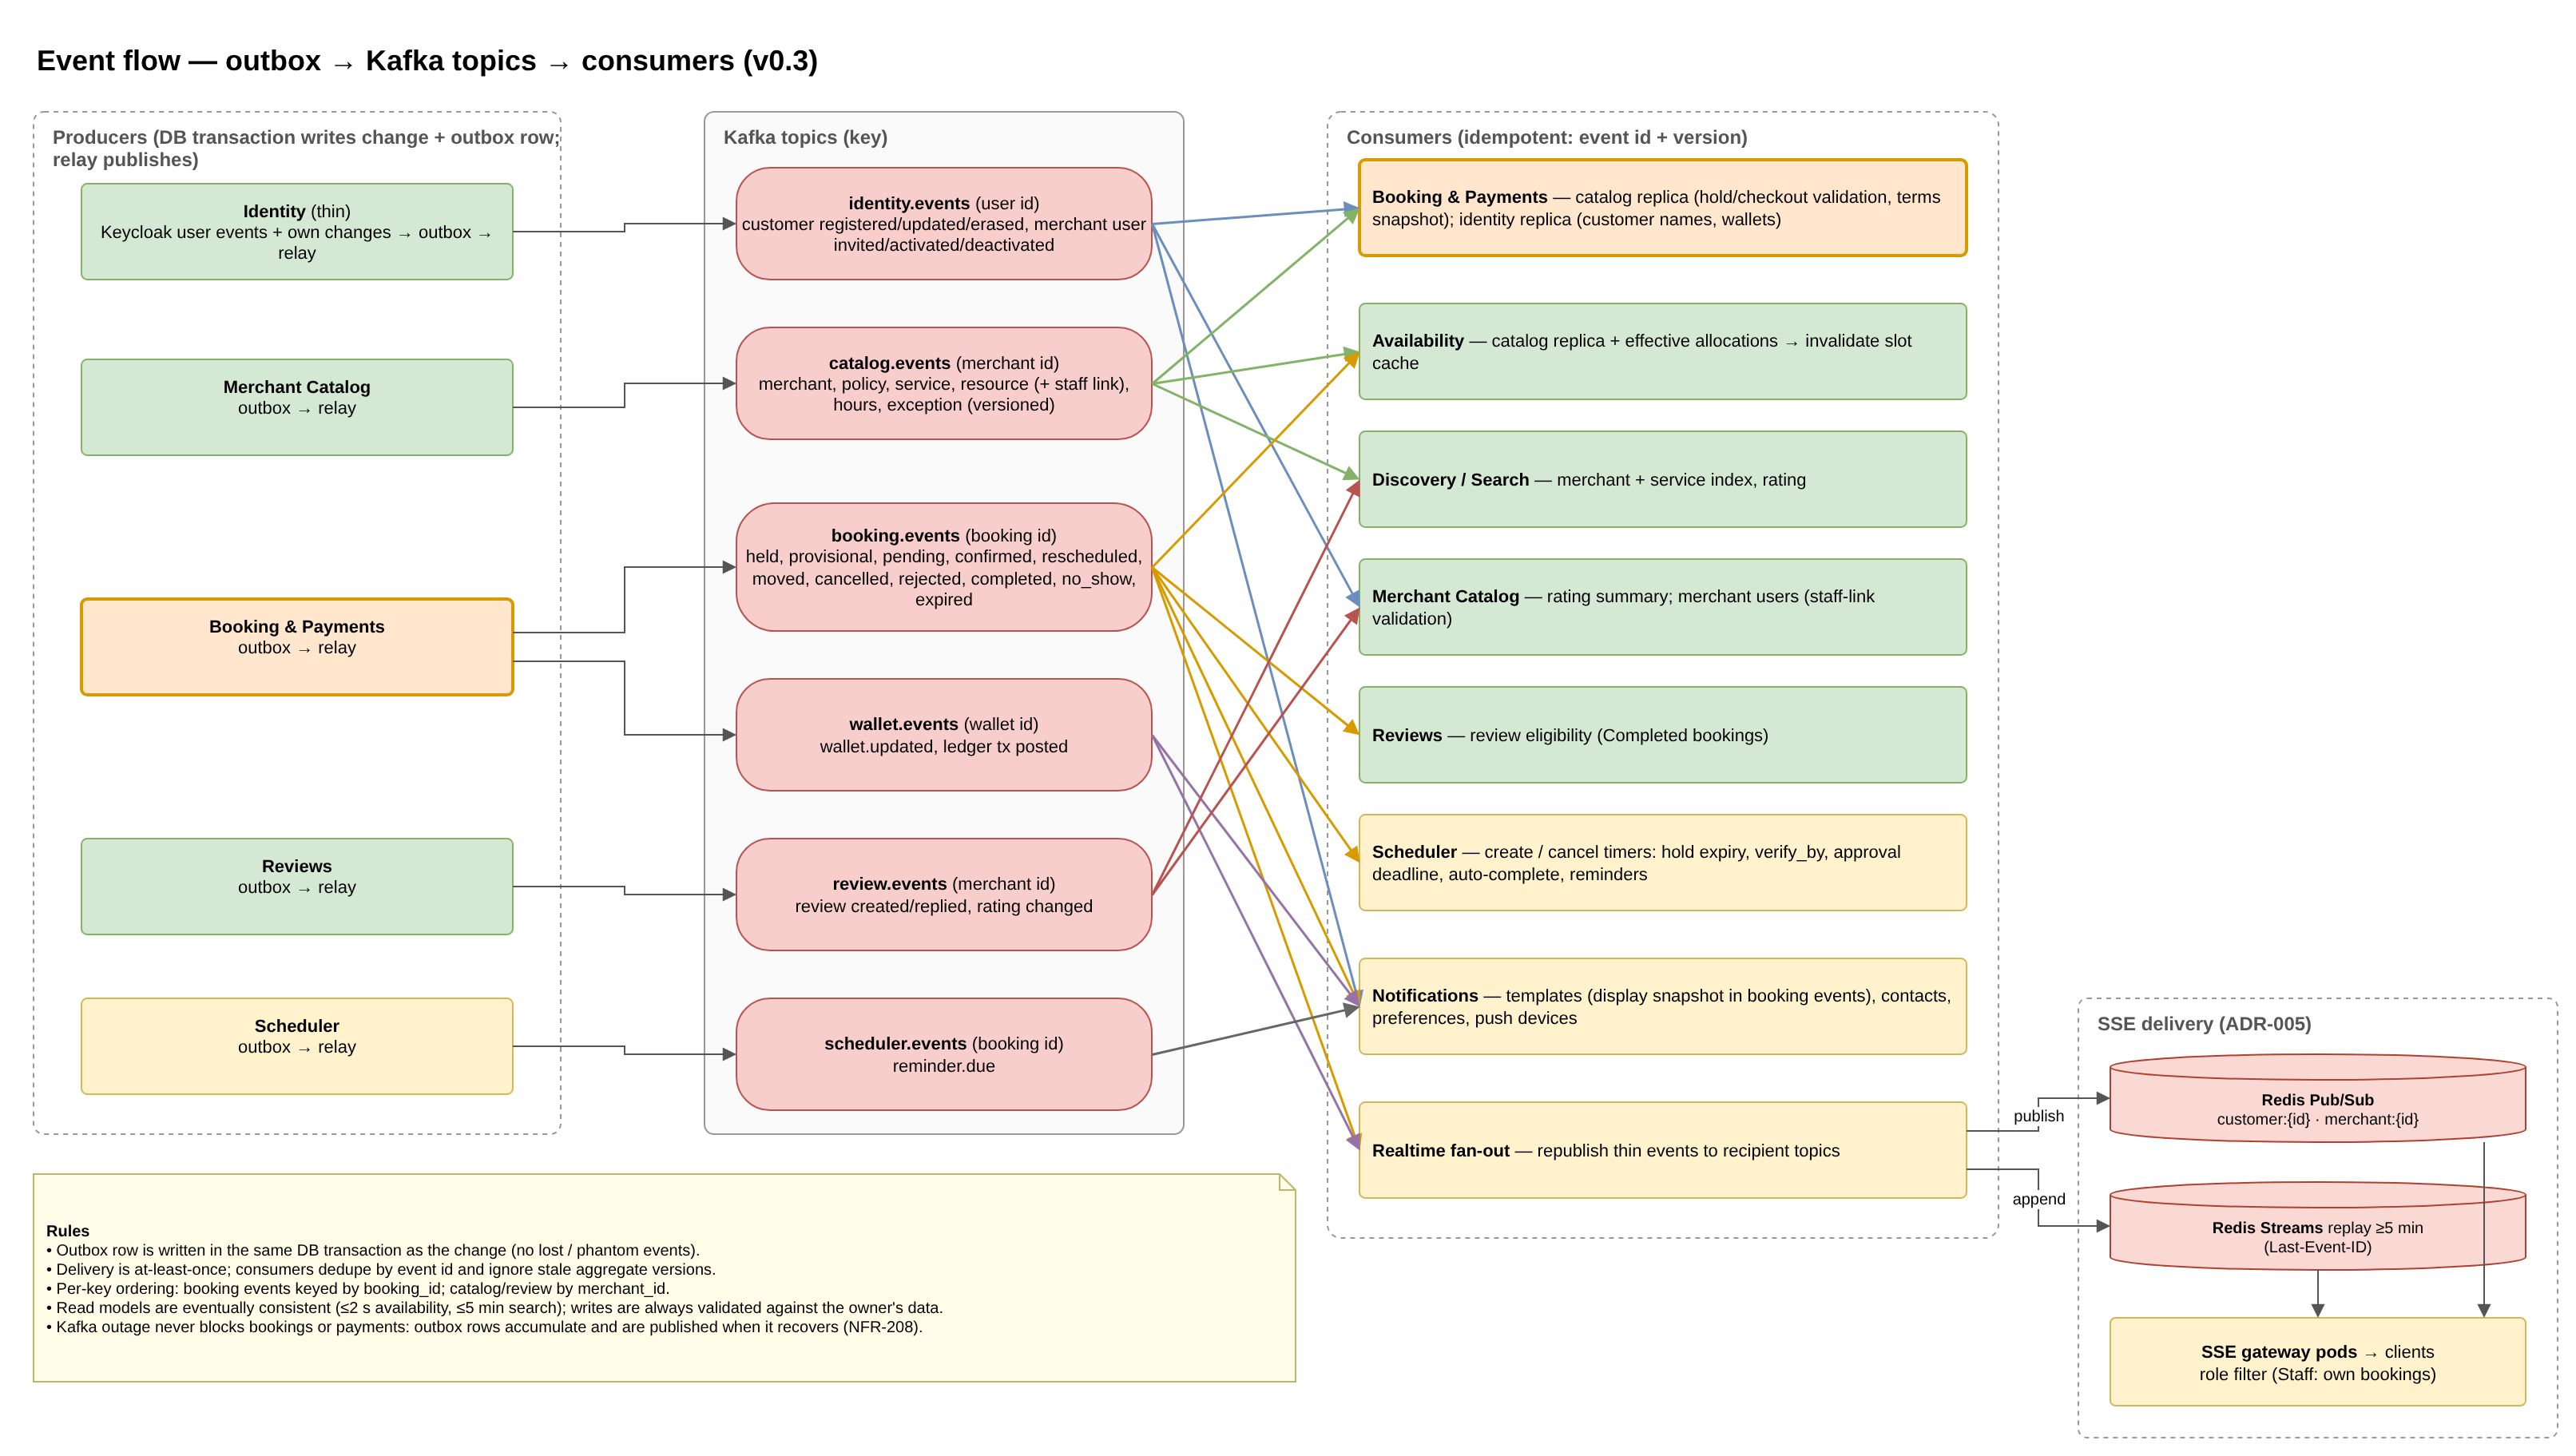 Event flow — outbox → Kafka topics → consumers (v0.3)
Producers (DB transaction writes change + outbox row;
relay publishes)
Identity (thin)
Keycloak user events + own changes → outbox →
relay
Merchant Catalog
outbox → relay
Booking & Payments
outbox → relay
Reviews
outbox → relay
Scheduler
outbox → relay
Kafka topics (key)
identity.events (user id)
customer registered/updated/erased, merchant user
invited/activated/deactivated
catalog.events (merchant id)
merchant, policy, service, resource (+ staff link),
hours, exception (versioned)
booking.events (booking id)
held, provisional, pending, confirmed, rescheduled,
moved, cancelled, rejected, completed, no_show,
expired
wallet.events (wallet id)
wallet.updated, ledger tx posted
review.events (merchant id)
review created/replied, rating changed
scheduler.events (booking id)
reminder.due
Consumers (idempotent: event id + version)
Booking & Payments — catalog replica (hold/checkout validation, terms
snapshot); identity replica (customer names, wallets)
Availability — catalog replica + effective allocations → invalidate slot
cache
Discovery / Search — merchant + service index, rating
Merchant Catalog — rating summary; merchant users (staff-link
validation)
Reviews — review eligibility (Completed bookings)
Scheduler — create / cancel timers: hold expiry, verify_by, approval
deadline, auto-complete, reminders
Notifications — templates (display snapshot in booking events), contacts,
preferences, push devices
Realtime fan-out — republish thin events to recipient topics
publish
append
SSE delivery (ADR-005)
Redis Pub/Sub
customer:{id} · merchant:{id}
Redis Streams replay ≥5 min
(Last-Event-ID)
SSE gateway pods → clients
role filter (Staff: own bookings)
Rules
• Outbox row is written in the same DB transaction as the change (no lost / phantom events).
• Delivery is at-least-once; consumers dedupe by event id and ignore stale aggregate versions.
• Per-key ordering: booking events keyed by booking_id; catalog/review by merchant_id.
• Read models are eventually consistent (≤2 s availability, ≤5 min search); writes are always validated against the owner's data.
• Kafka outage never blocks bookings or payments: outbox rows accumulate and are published when it recovers (NFR-208).